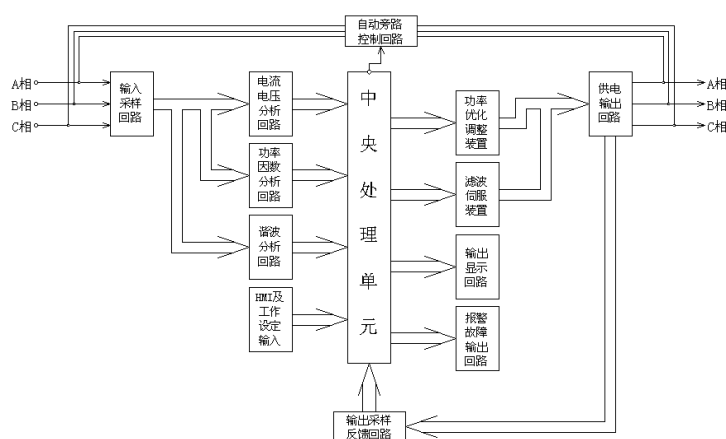 自动旁路
控制回路
A相
B相
C相
输入
采样
回路
电流
电压
分析
回路
功率
因数
分析
回路
谐波
分析
回路
HMI及
工作
设定
输入
中
央
处
理
单
元
功率
优化
调整
装置
滤波
伺服
装置
输出
显示
回路
报警
故障
输出
回路
供电
输出
回路
A相
B相
C相
输出采样
反馈回路